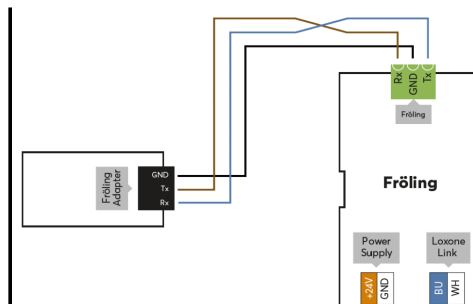 Rx
GND
Tx
Fröling
Fröling
Adapter
GND
Tx
Rx
Fröling
Power
Supply
Loxone
Link
+24V
GND
BU
WH